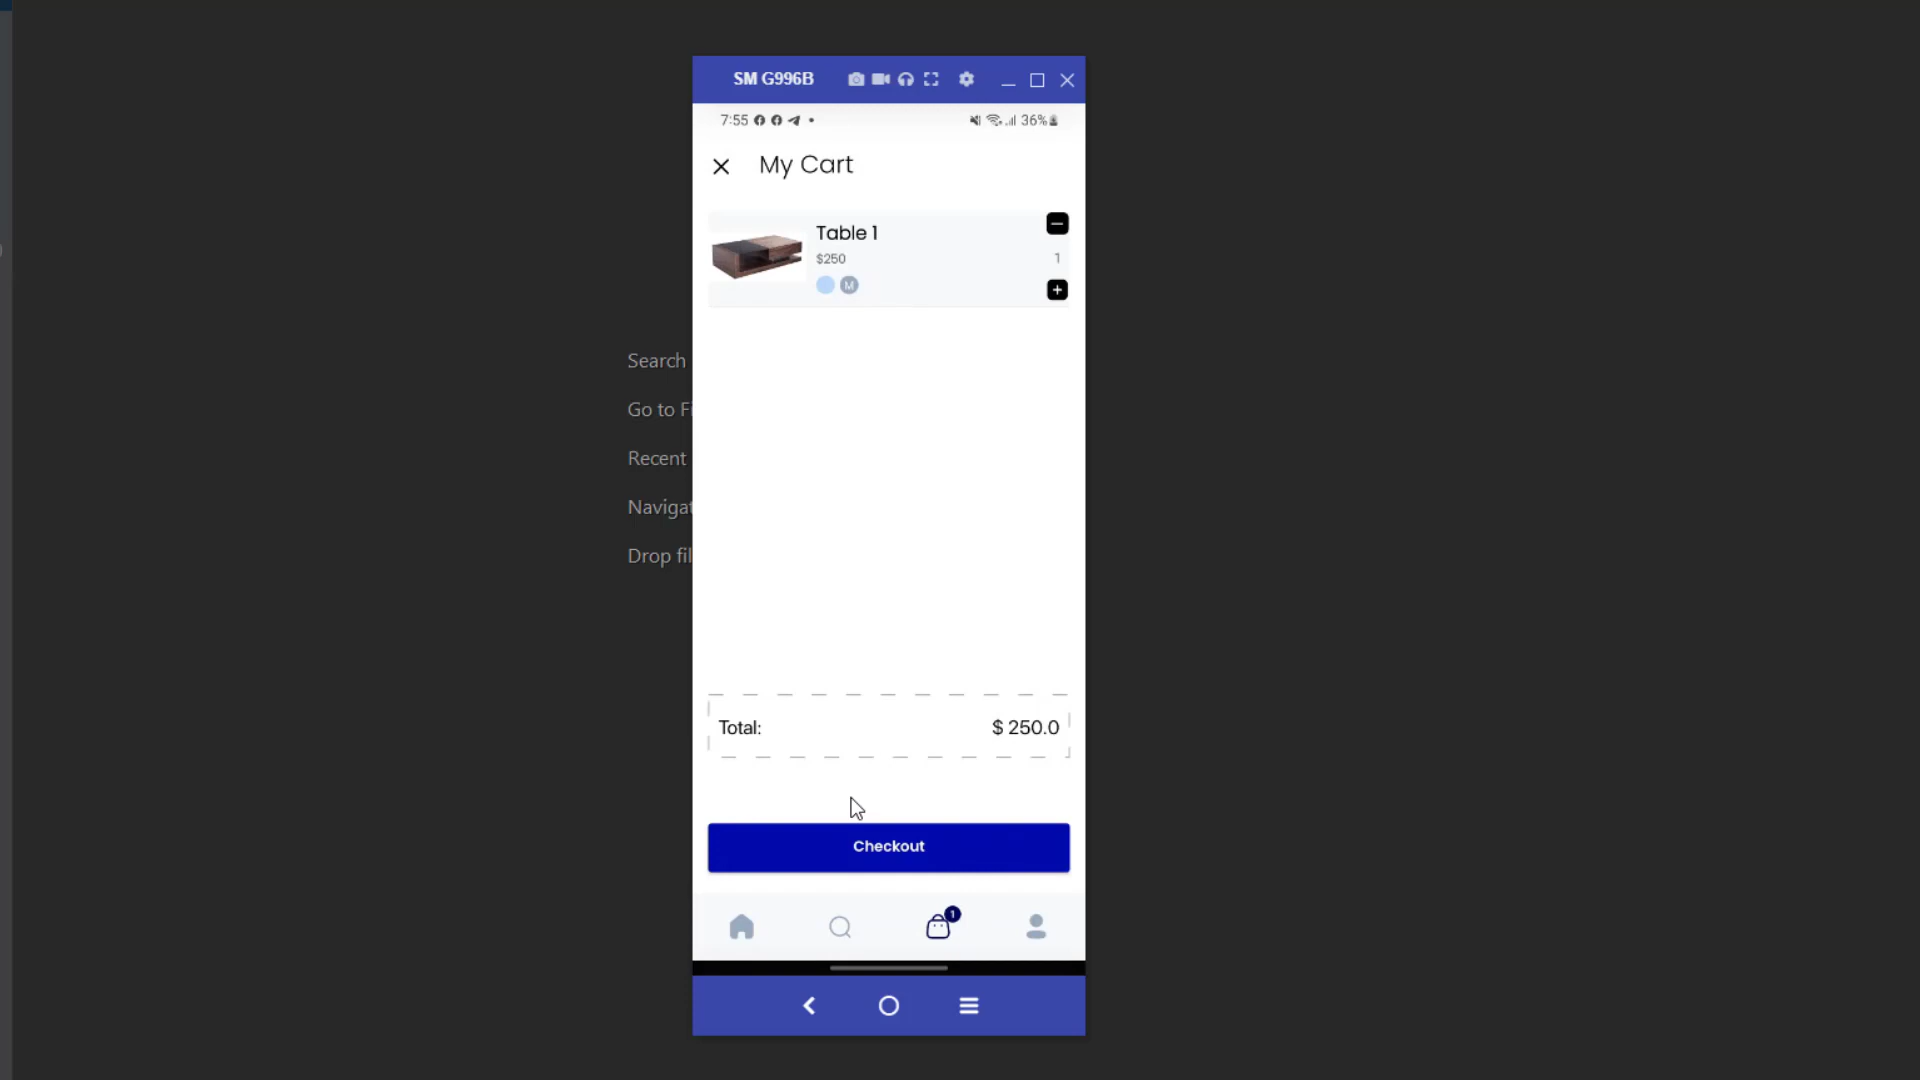 SM G996B
7:55
36%
My Cart
Table 1
$250
M
1
Search
Go to Fi
Recent
Navigat
Drop fil
Total:
$ 250.0
Checkout
1